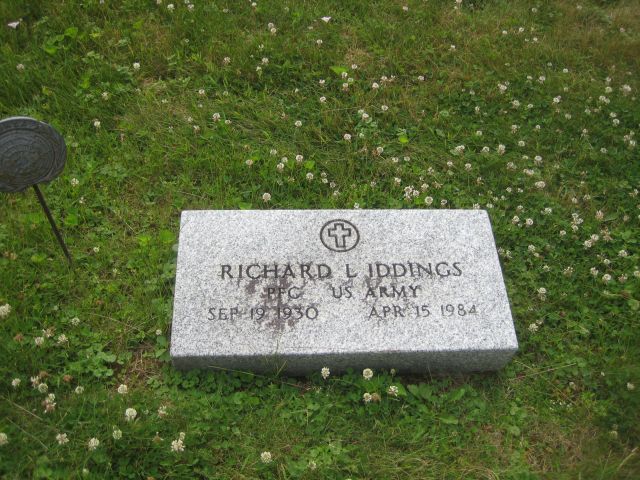 RICHARD L IDDINGS
PFC US ARMY
SEP 19 1930 APR 15 1984